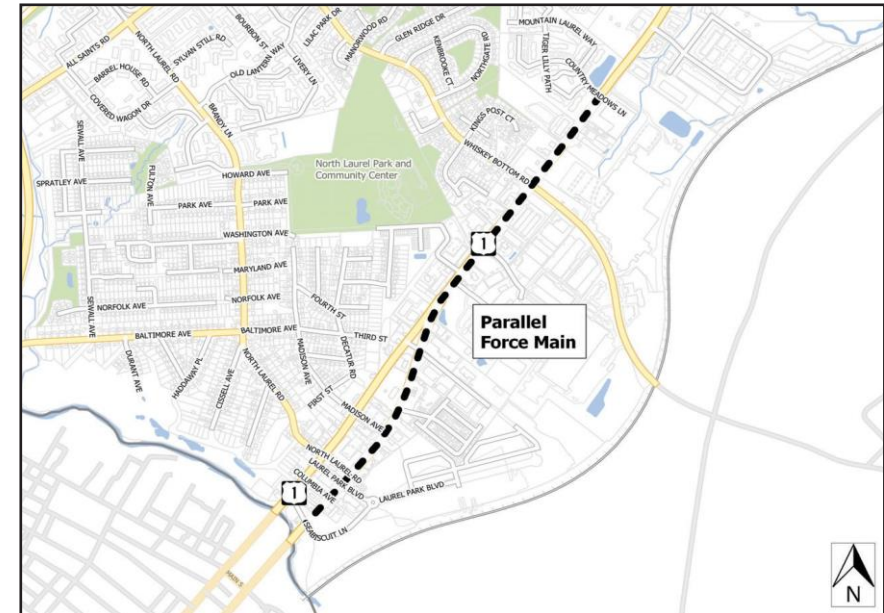 MOUNTAIN LAUREL WAY
LILAC PARK DR
MANORWOOD RD
GLEN RIDGE DR
BOURBON ST
ALL SAINTS RD
NORTH LAUREL RD
SYLVAN STILL RD
KENBROOKE CT
NORTHGATE RD
TIGER LILLY PATH
COUNTRY MEADOWS LN
OLD LANTERN WAY
LIVERY LN
BARREL HOUSE RD
COVERED WAGON DR
BRANDY LN
KINGS POST CT
SEWALL AVE
WHISKEY BOTTOM RD
North Laurel Park and
Community Center
HOWARD AVE
SPRATLEY AVE
FULTON AVE
PARK AVE
PARK AVE
WASHINGTON AVE
1
MARYLAND AVE
FOURTH ST
NORFOLK AVE
NORFOLK AVE
SEWALL AVE
Parallel
Force Main
BALTIMORE AVE
BALTIMORE AVE
THIRD ST
MADISON AVE
DECATUR RD
DURANT AVE
HADDAWAY PL
CISSELL AVE
NORTH LAUREL RD
FIRST ST
MADISON AVE
NORTH LAUREL RD
LAUREL PARK BLVD
COLUMBIA AVE
LAUREL PARK BLVD
1
SEABISCUIT LN
MAIN S
N